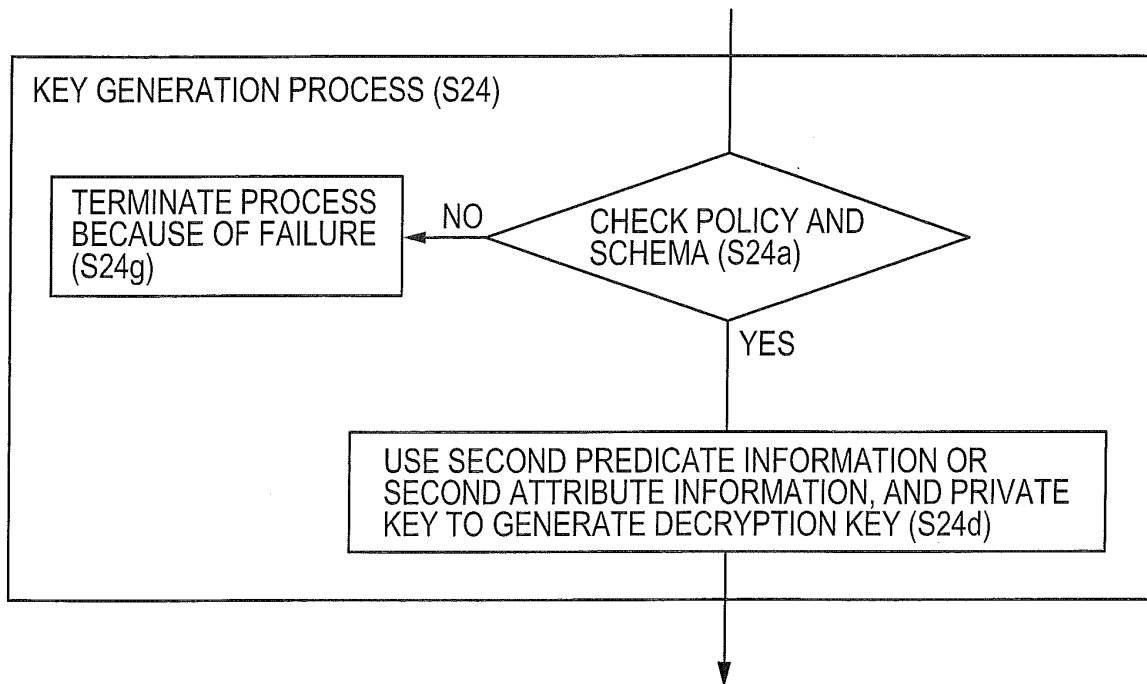 KEY GENERATION PROCESS (S24)
TERMINATE PROCESS
BECAUSE OF FAILURE
(S24g)
NO
CHECK POLICY AND
SCHEMA (S24a)
YES
USE SECOND PREDICATE INFORMATION OR
SECOND ATTRIBUTE INFORMATION, AND PRIVATE
KEY TO GENERATE DECRYPTION KEY (S24d)